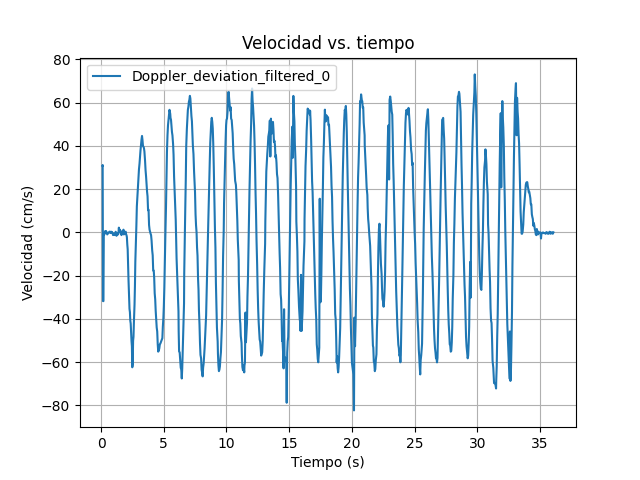 Velocidad vs. tiempo
Doppler_deviation_filtered_0
80
60
40
20
0
−20
−40
−60
−80
Velocidad (cm/s)
0 5 10 15 20 25 30 35
Tiempo (s)